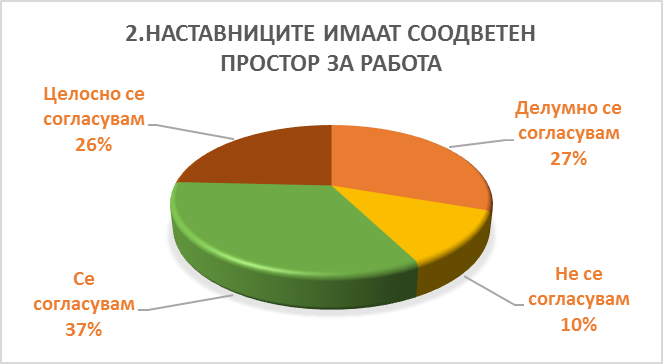 2.НАСТАВНИЦИТЕ ИМААТ СООДВЕТЕН
ПРОСТОР ЗА РАБОТА
Целосно се
согласувам
26%
Делумно се
согласувам
27%
Се
согласувам
37%
Не се
согласувам
10%